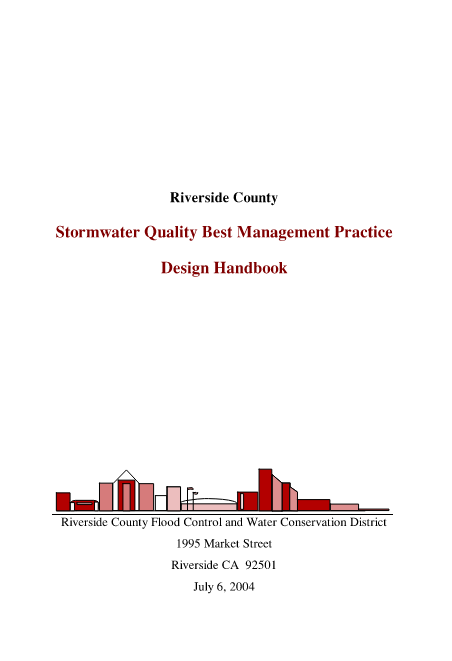 Riverside County
Stormwater Quality Best Management Practice
Design Handbook
Riverside County Flood Control and Water Conservation District
1995 Market Street
Riverside CA  92501
July 6, 2004